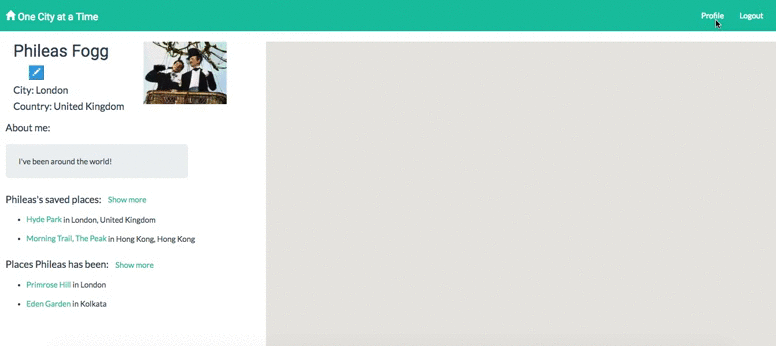 One City at a Time
Profile
Logout
Phileas Fogg
City: London
Country: United Kingdom
About me:
I've been around the world!
Phileas's saved places: Show more
Hyde Park in London, United Kingdom
Morning Trail, The Peak in Hong Kong, Hong Kong
Places Phileas has been: Show more
Primrose Hill in London
Eden Garden in Kolkata